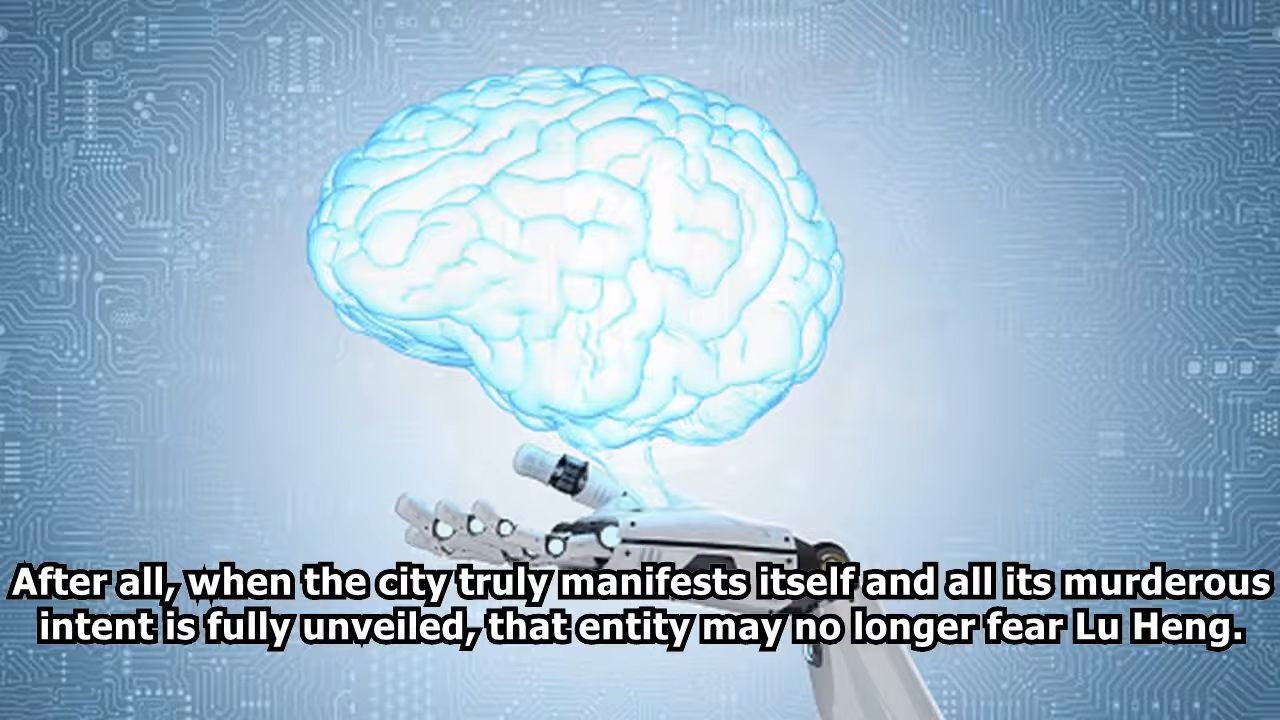 After all, when the city truly manifests itself and all its murderous
intent is fully unveiled, that entity may no longer fear Lu Heng.